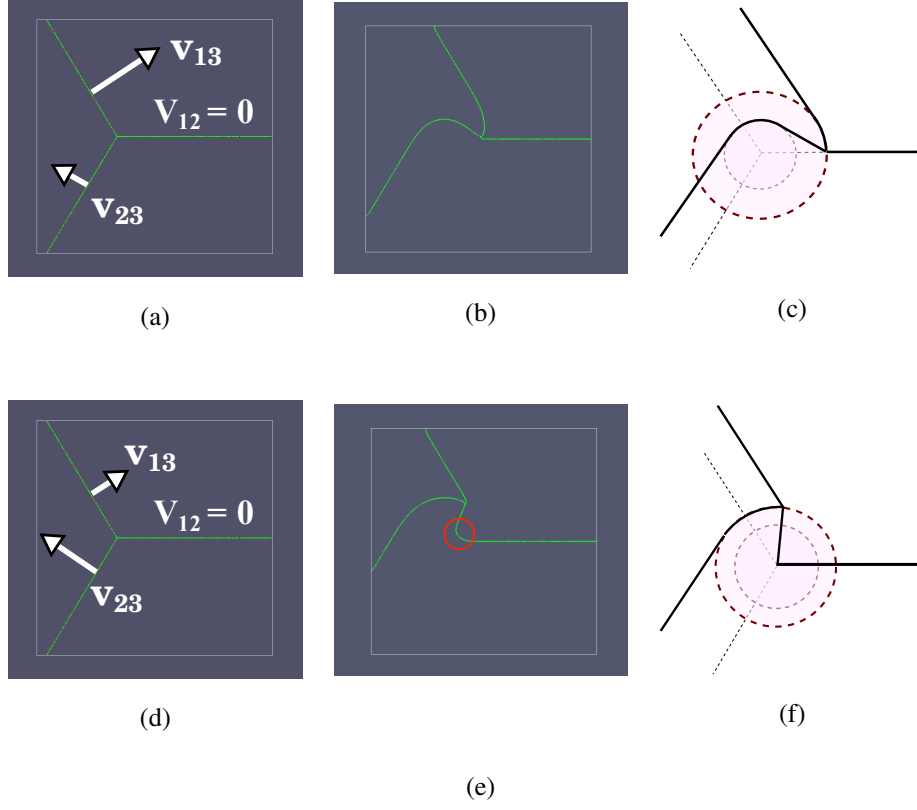 v13
V12 = 0
v23
(a)
(b)
(c)
v13
V12 = 0
v23
(d)
(f)
(e)